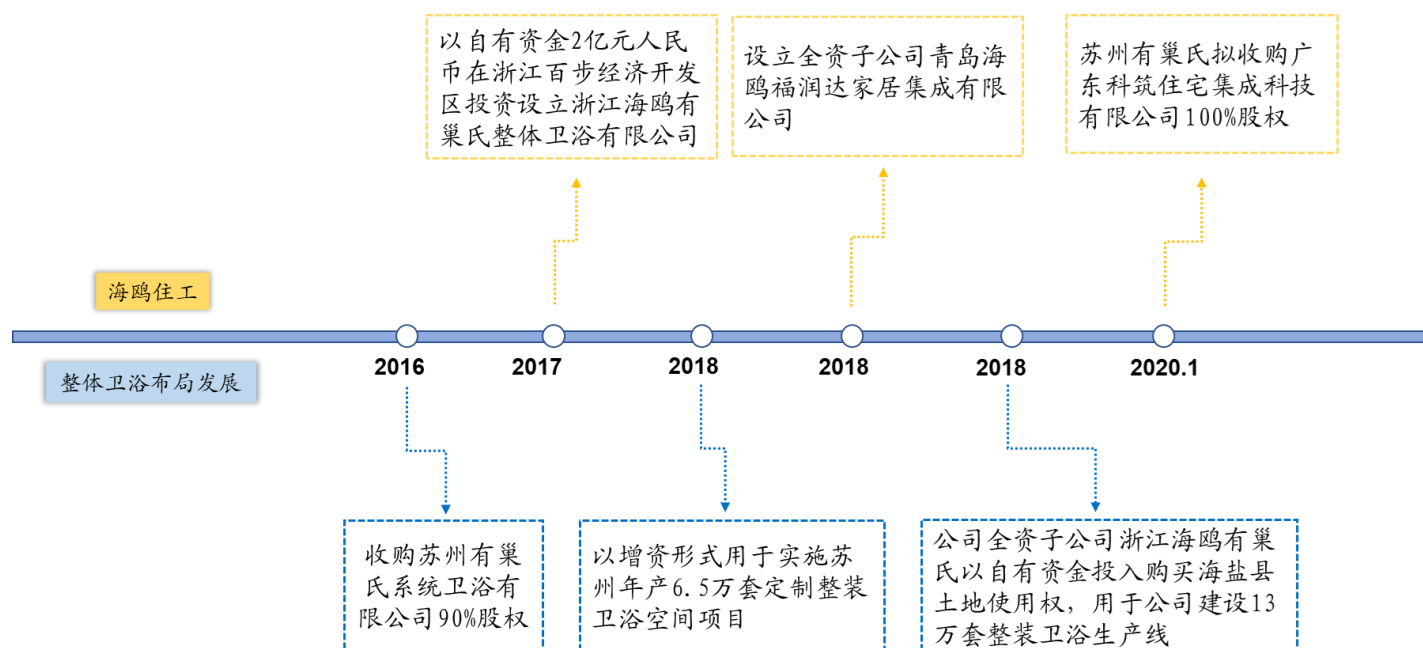 以自有资金2亿元人民
币在浙江百步经济开发
区投资设立浙江海鸥有
巢氏整体卫浴有限公司
设立全资子公司青岛海
鸥福润达家居集成有限
公司
苏州有巢氏拟收购广
东科筑住宅集成科技
有限公司100%股权
海鸥住工
整体卫浴布局发展
2016
2017
2018
2018
2018
2020.1
收购苏州有巢
氏系统卫浴有
限公司90%股权
以增资形式用于实施苏
州年产6.5万套定制整装
卫浴空间项目
公司全资子公司浙江海鸥有巢
氏以自有资金投入购买海盐县
土地使用权，用于公司建设13
万套整装卫浴生产线